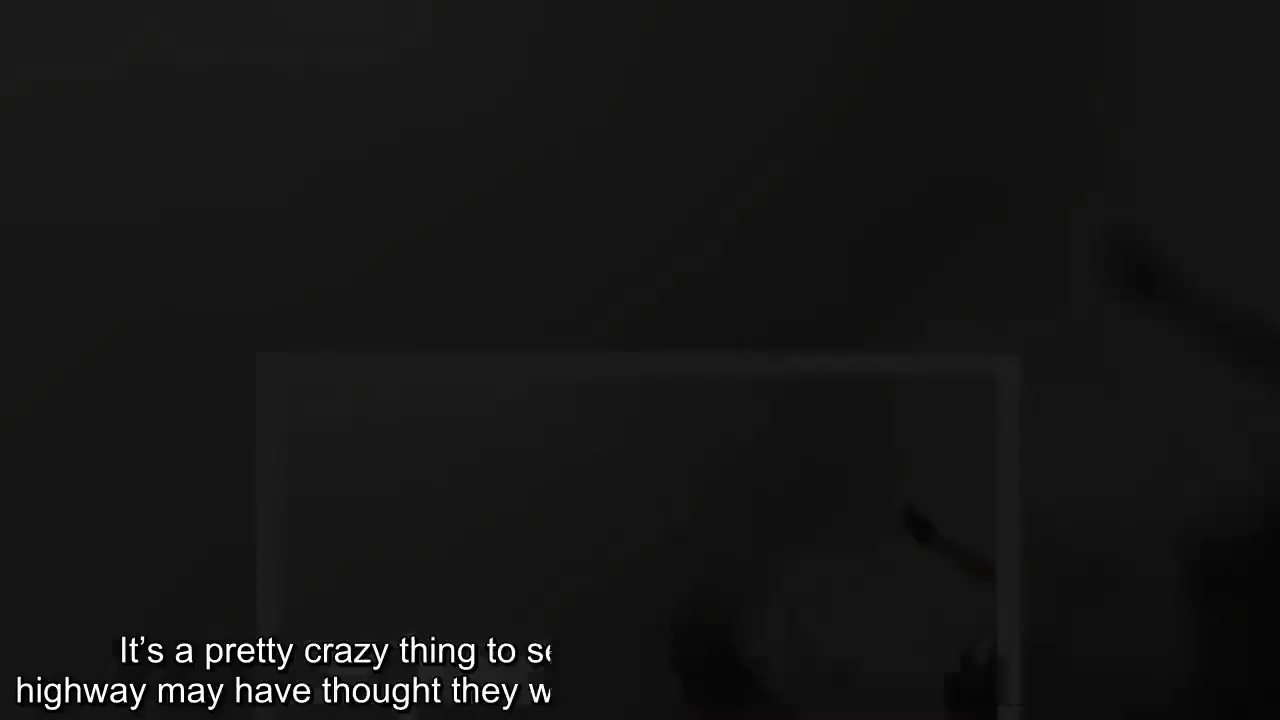 It’s a pretty crazy thing to
highway may have thought they